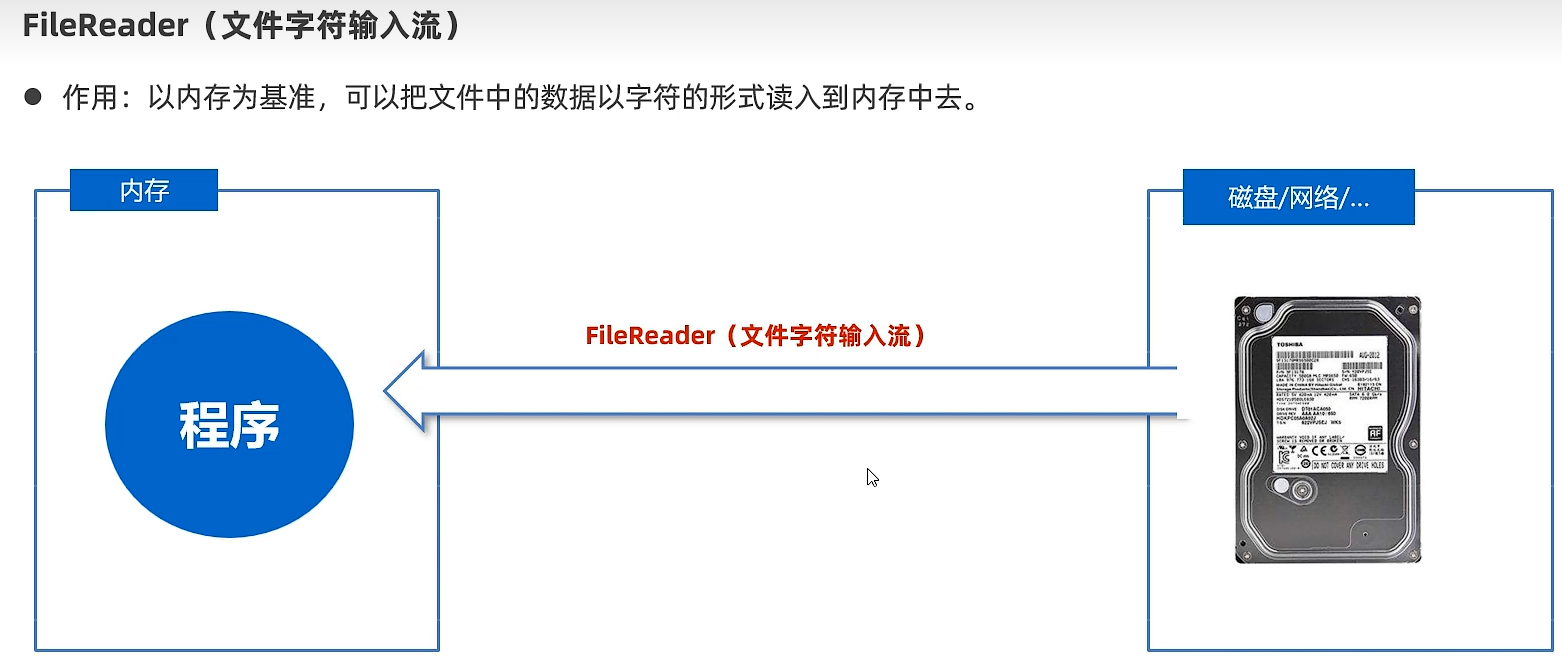 FileReader（文件字符输入流）
● 作用：以内存为基准，可以把文件中的数据以字符的形式读入到内存中去。
内存
磁盘/网络/...
FileReader（文件字符输入流）
程序
TOSHIBA
AUG-2012
DO NOT COVER ANY DRIVE HOLES